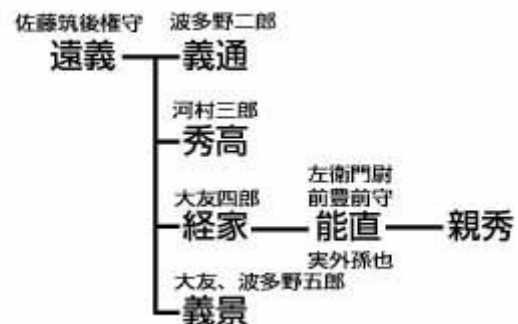 佐藤筑後権守
遠義
波多野二郎
義通
河村三郎
秀高
大友四郎
経家
左衛門尉
前豊前守
能直
実外孫也
親秀
大友、波多野五郎
義景